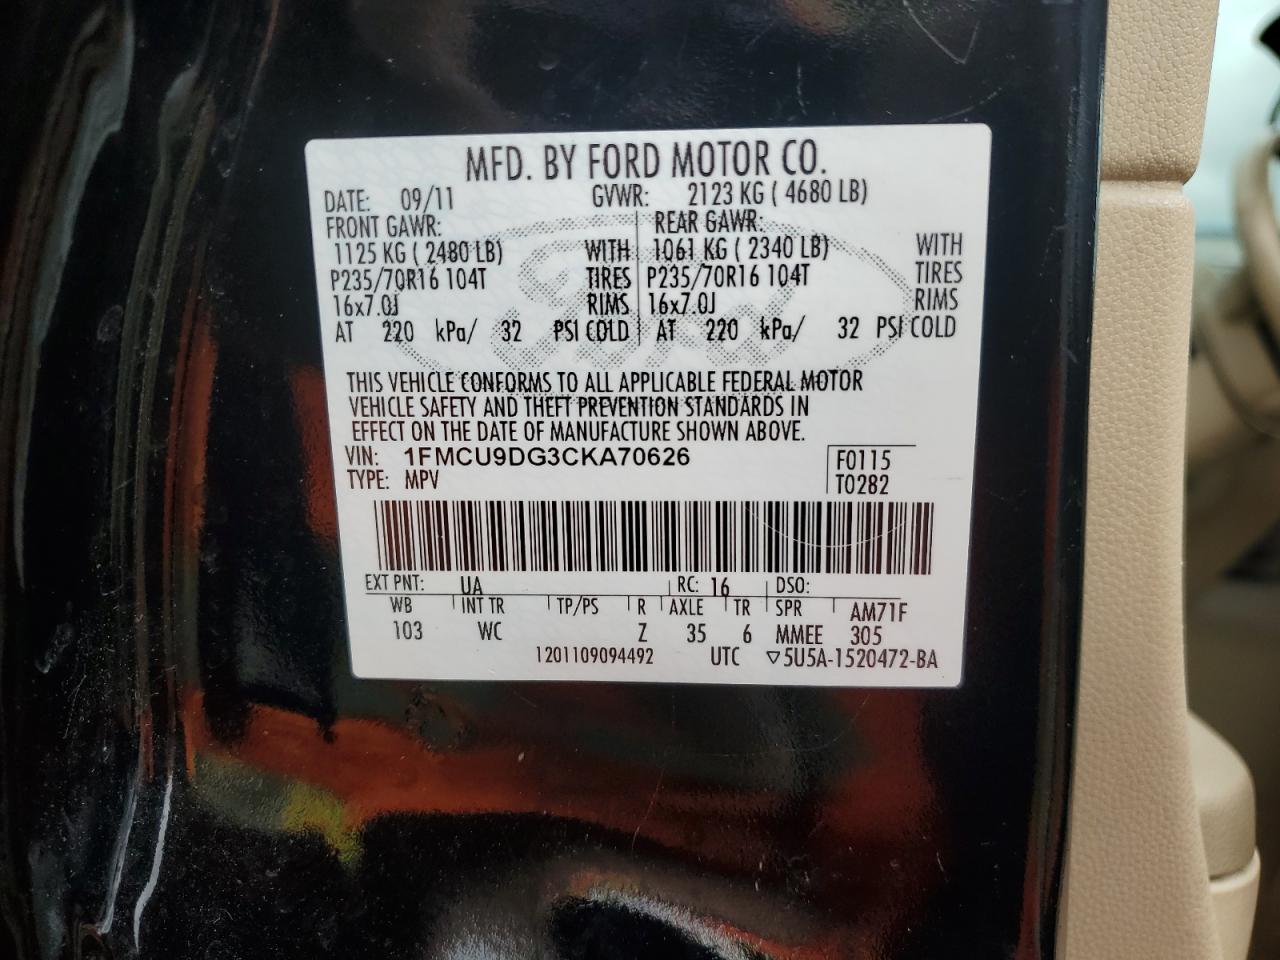 MFD. BY FORD MOTOR CO.
DATE: 09/11 GVWR: 2123 KG ( 4680 LB)
FRONT GAWR: REAR GAWR:
1125 KG ( 2480 LB) WITH 1061 KG ( 2340 LB) WITH
P235/70R16 104T TIRES P235/70R16 104T TIRES
16x7.0J RIMS 16x7.0J RIMS
AT 220 kPa/ 32 PSI COLD AT 220 kPa/ 32 PSI COLD
THIS VEHICLE CONFORMS TO ALL APPLICABLE FEDERAL MOTOR
VEHICLE SAFETY AND THEFT PREVENTION STANDARDS IN
EFFECT ON THE DATE OF MANUFACTURE SHOWN ABOVE.
VIN: 1FMCU9DG3CKA70626 F0115
TYPE: MPV T0282
EXT PNT: UA RC: 16 DSO:
WB INT TR TP/PS R AXLE TR SPR AM71F
103 WC Z 35 6 MMEE 305
1201109094492 UTC ▽5U5A-1520472-BA
Ford